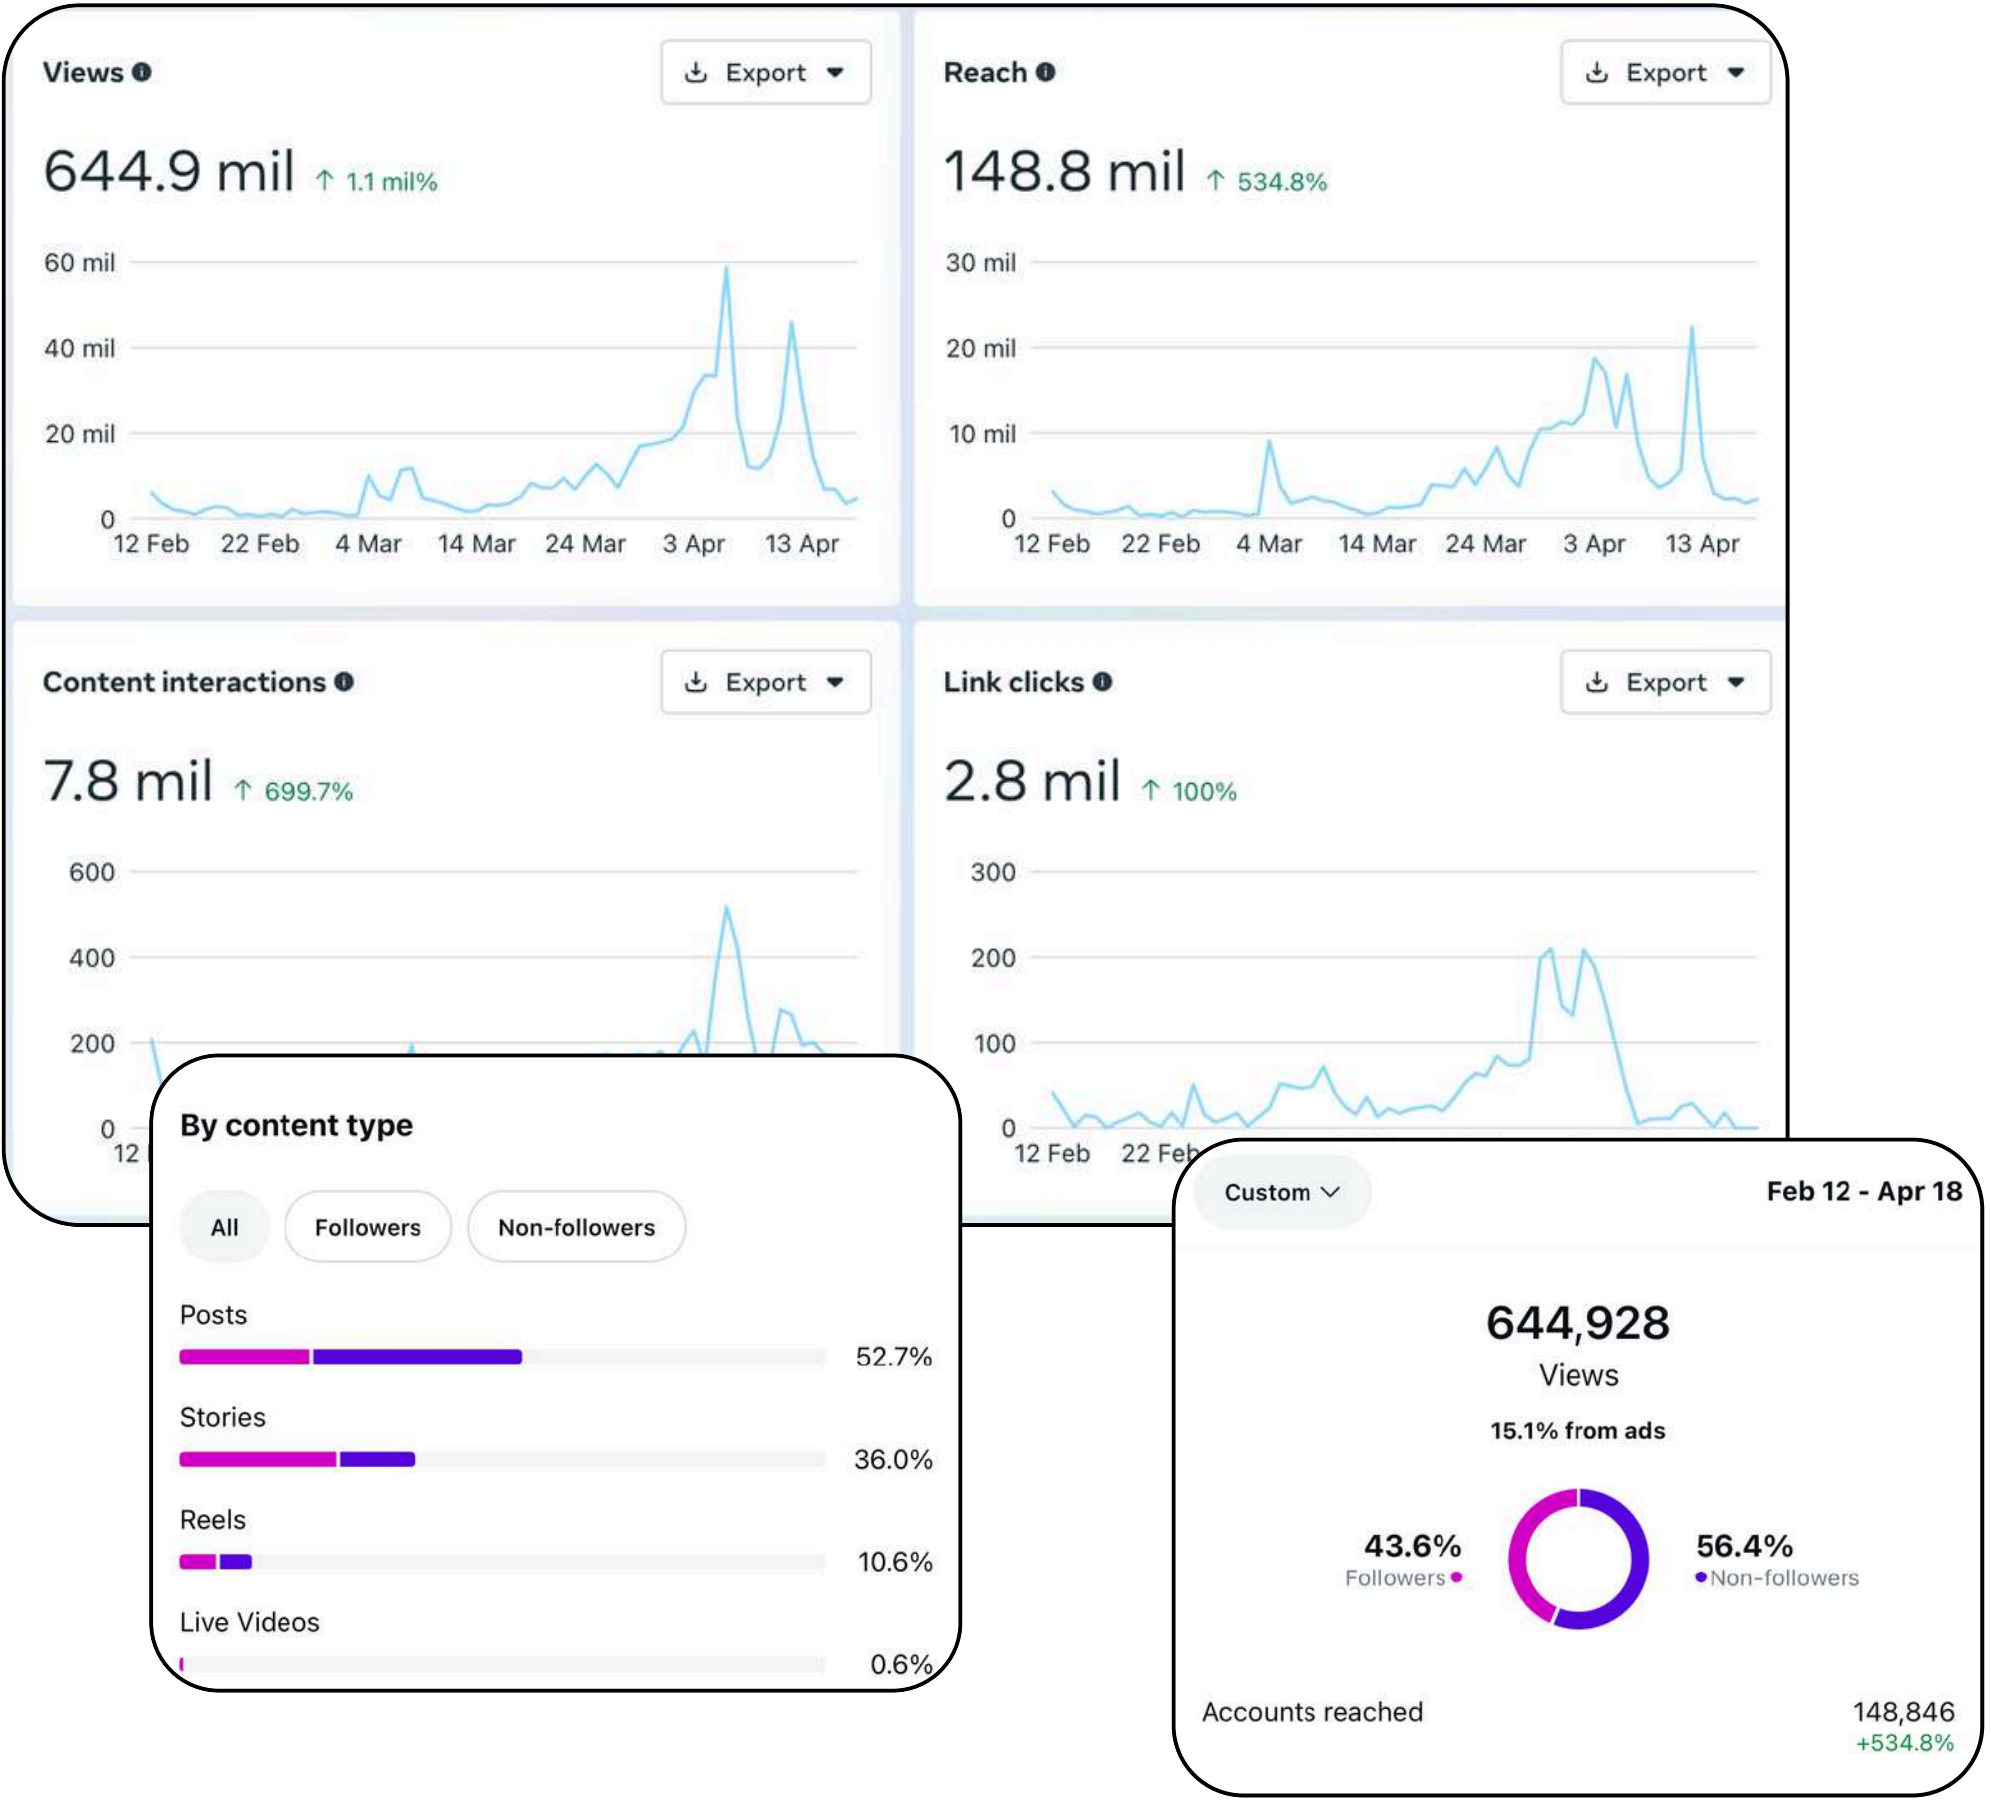 Views
Export
644.9 mil ↑ 1.1 mil%
60 mil
40 mil
20 mil
0
12 Feb 22 Feb 4 Mar 14 Mar 24 Mar 3 Apr 13 Apr
Reach
Export
148.8 mil ↑ 534.8%
30 mil
20 mil
10 mil
0
12 Feb 22 Feb 4 Mar 14 Mar 24 Mar 3 Apr 13 Apr
Content interactions
Export
7.8 mil ↑ 699.7%
600
400
200
0
12
Link clicks
Export
2.8 mil ↑ 100%
300
200
100
0
12 Feb 22 Feb
By content type
All Followers Non-followers
Posts
52.7%
Stories
36.0%
Reels
10.6%
Live Videos
0.6%
Custom Feb 12 - Apr 18
644,928
Views
15.1% from ads
43.6%
Followers
56.4%
Non-followers
Accounts reached 148,846
+534.8%